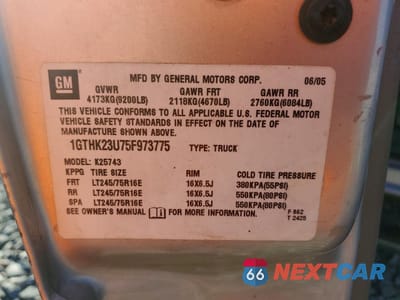 GM
MFD BY GENERAL MOTORS CORP. 06/05
GVWR GAWR FRT GAWR RR
4173KG(9200LB) 2118KG(4670LB) 2760KG(6084LB)
THIS VEHICLE CONFORMS TO ALL APPLICABLE U.S. FEDERAL MOTOR
VEHICLE SAFETY STANDARDS IN EFFECT ON THE DATE OF
MANUFACTURE SHOWN ABOVE.
1GTHK23U75F973775 TYPE: TRUCK
MODEL: K25743
KPPG TIRE SIZE RIM COLD TIRE PRESSURE
FRT LT245/75R16E 16X6.5J 380KPA(55PSI)
RR LT245/75R16E 16X6.5J 550KPA(80PSI)
SPA LT245/75R16E 16X6.5J 550KPA(80PSI)
SEE OWNER'S MANUAL FOR MORE INFORMATION. F 662
T 2429
66 NEXTCAR